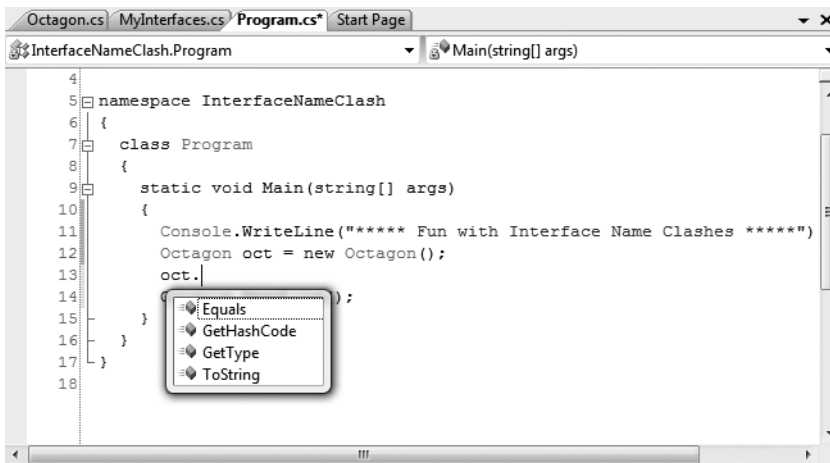 Octagon.cs MyInterfaces.cs Program.cs* Start Page
InterfaceNameClash.Program Main(string[] args)
4
5 namespace InterfaceNameClash
6 {
7 class Program
8 {
9 static void Main(string[] args)
10 {
11 Console.WriteLine("***** Fun with Interface Name Clashes *****")
12 Octagon oct = new Octagon();
13 oct.
14 );
Equals
GetHashCode
GetType
ToString
15 }
16 }
17 }
18